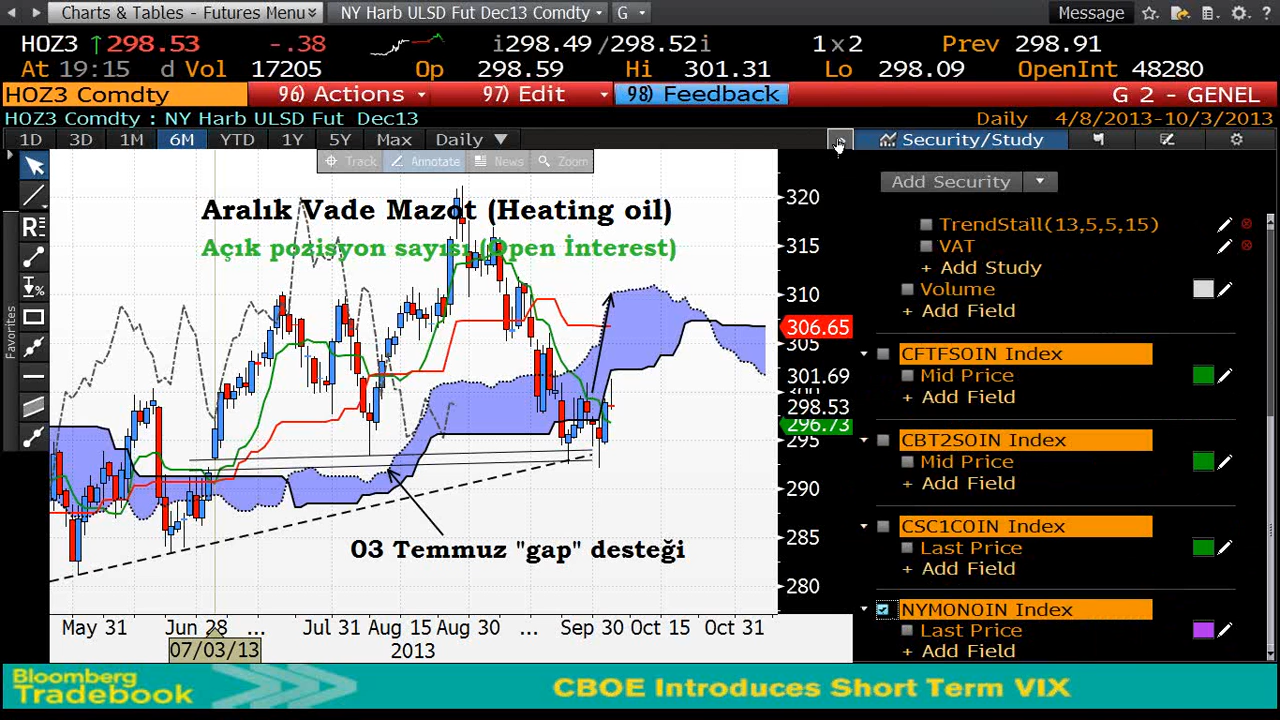 Charts & Tables - Futures Menu NY Harb ULSD Fut Dec13 Comdty G Message
HOZ3 298.53 -.38 i298.49 /298.52i 1x2 Prev 298.91
At 19:15 d Vol 17205 Op 298.59 Hi 301.31 Lo 298.09 OpenInt 48280
HOZ3 Comdty 96) Actions 97) Edit 98) Feedback G 2 - GENEL
HOZ3 Comdty : NY Harb ULSD Fut Dec13 Daily 4/8/2013-10/3/2013
1D 3D 1M 6M YTD 1Y 5Y Max Daily Security/Study
Track Annotate News Zoom
Add Security
Aralık Vade Mazot (Heating oil)
Açık pozisyon sayısı (Open İnterest)
03 Temmuz "gap" desteği
Favorites
320
315
310
306.65
305
301.69
300
298.53
296.73
295
290
285
280
TrendStall(13,5,5,15)
VAT
+ Add Study
Volume
+ Add Field
CFTFSOIN Index
Mid Price
+ Add Field
CBT2SOIN Index
Mid Price
+ Add Field
CSC1COIN Index
Last Price
+ Add Field
NYMONOIN Index
Last Price
+ Add Field
May 31 Jun 28 ... Jul 31 Aug 15 Aug 30 ... Sep 30 Oct 15 Oct 31
07/03/13 2013
Bloomberg
Tradebook
CBOE Introduces Short Term VIX